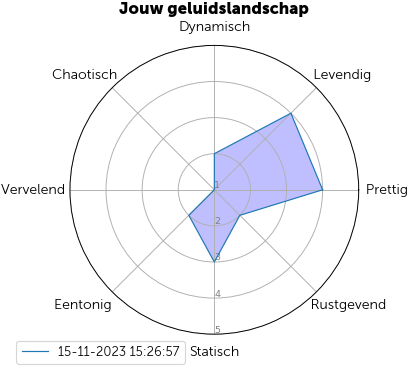 Jouw geluidslandschap
Dynamisch
Chaotisch
Levendig
Vervelend
1
Prettig
2
3
4
Eentonig
Rustgevend
5
15-11-2023 15:26:57
Statisch